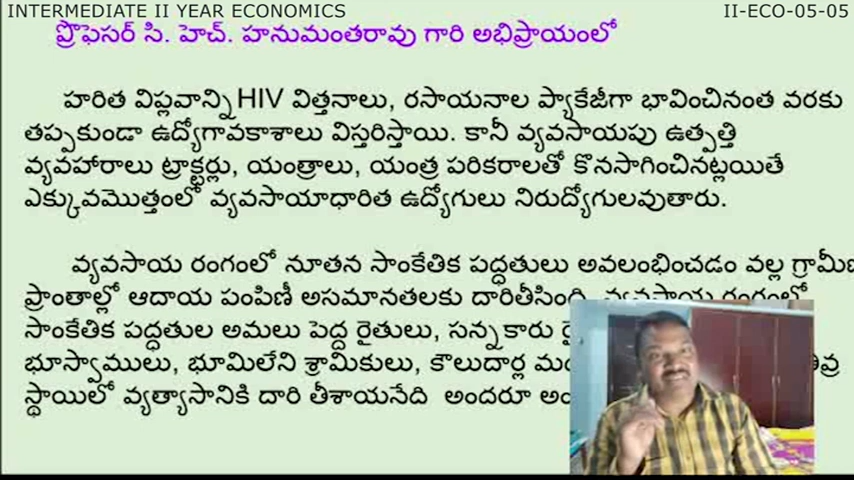 INTERMEDIATE II YEAR ECONOMICS
II-ECO-05-05
ప్రొఫెసర్ సి. హెచ్. హనుమంతరావు గారి అభిప్రాయంలో
హరిత విప్లవాన్ని HIV విత్తనాలు, రసాయనాల ప్యాకేజీగా భావించినంత వరకు
తప్పకుండా ఉద్యోగావకాశాలు విస్తరిస్తాయి. కానీ వ్యవసాయపు ఉత్పత్తి
వ్యవహారాలు ట్రాక్టర్లు, యంత్రాలు, యంత్ర పరికరాలతో కొనసాగించినట్లయితే
ఎక్కువమొత్తంలో వ్యవసాయాధారిత ఉద్యోగులు నిరుద్యోగులవుతారు.
వ్యవసాయ రంగంలో నూతన సాంకేతిక పద్ధతులు అవలంభించడం వల్ల గ్రామీణ
ప్రాంతాల్లో ఆదాయ పంపిణీ అసమానతలకు దారితీసింది. వ్యవసాయ రంగంలో
సాంకేతిక పద్ధతుల అమలు పెద్ద రైతులు, సన్నకారు
భూస్వాములు, భూమిలేని శ్రామికులు, కౌలుదార్ల
స్థాయిలో వ్యత్యాసానికి దారి తీశాయనేది అందరూ